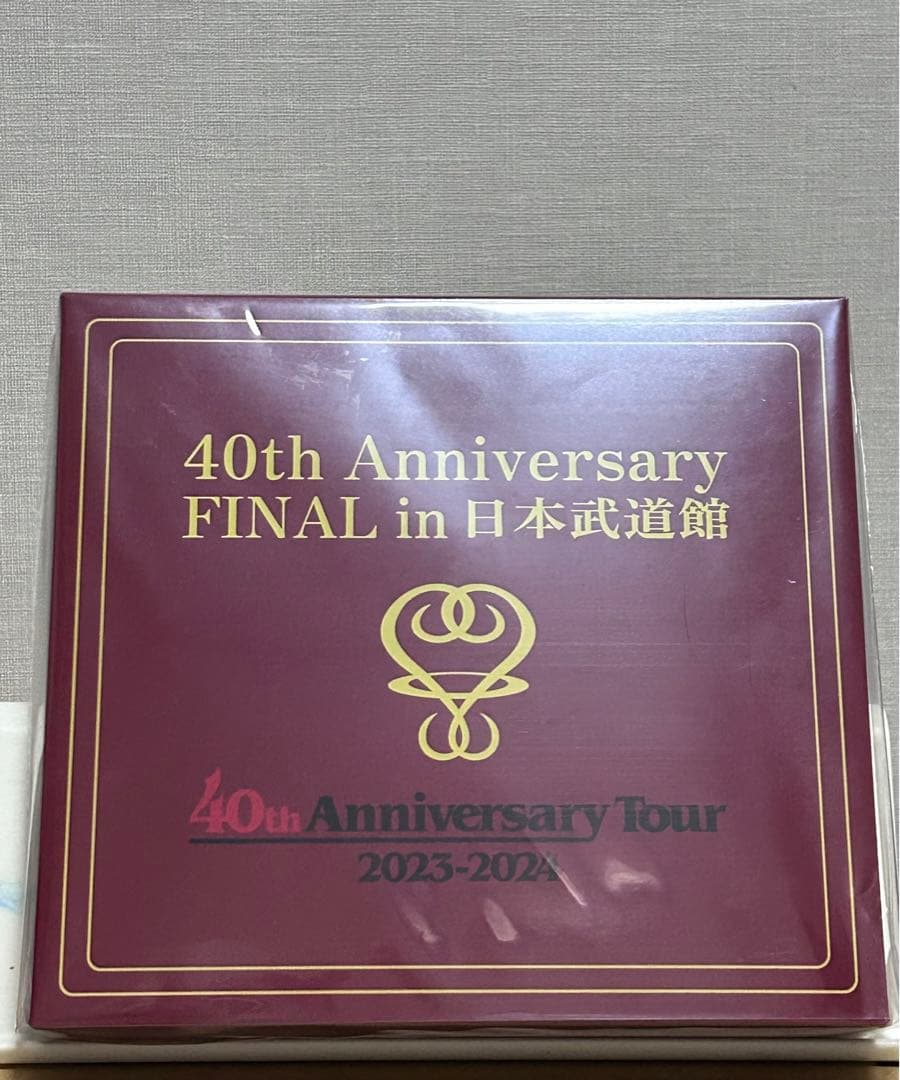 40th Anniversary
FINAL in 日本武道館
40th Anniversary Tour
2023-2024